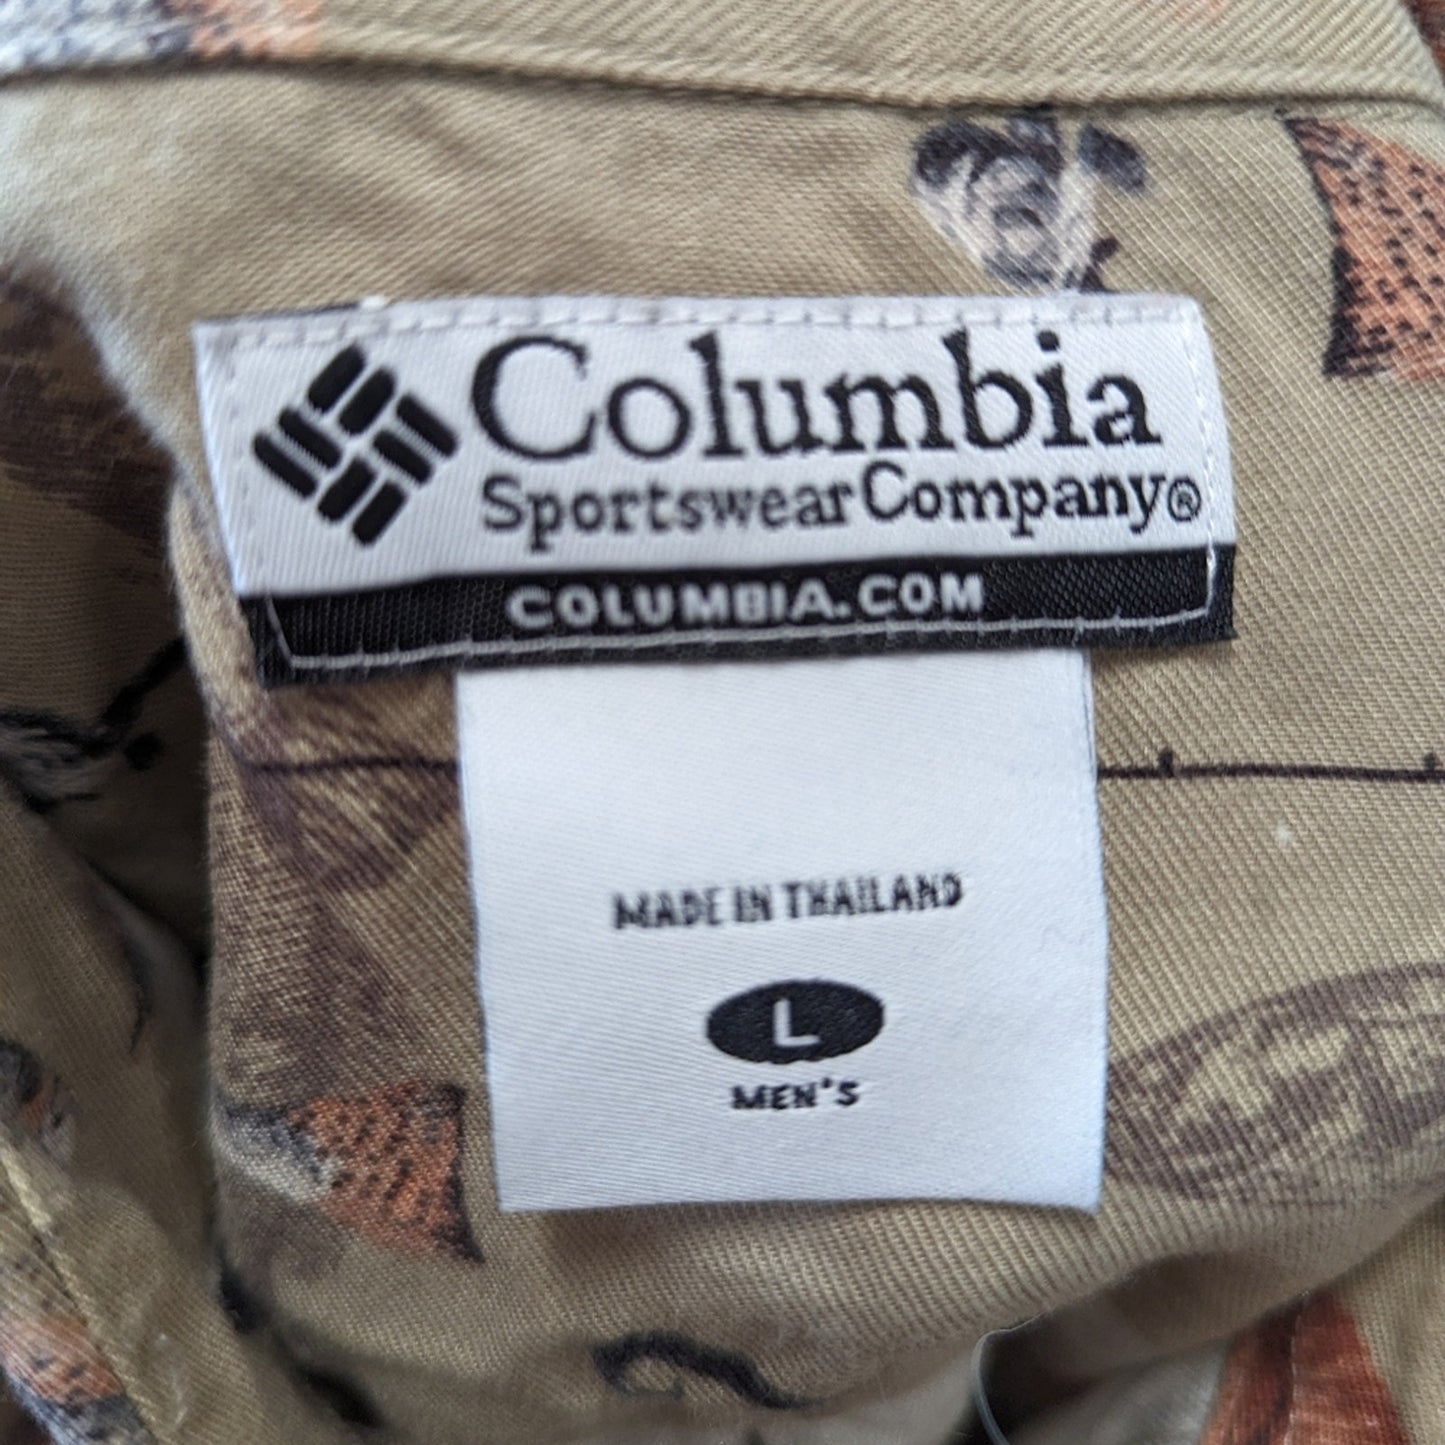 Columbia
Sportswear Company®
COLUMBIA.COM
MADE IN THAILAND
L
MEN'S